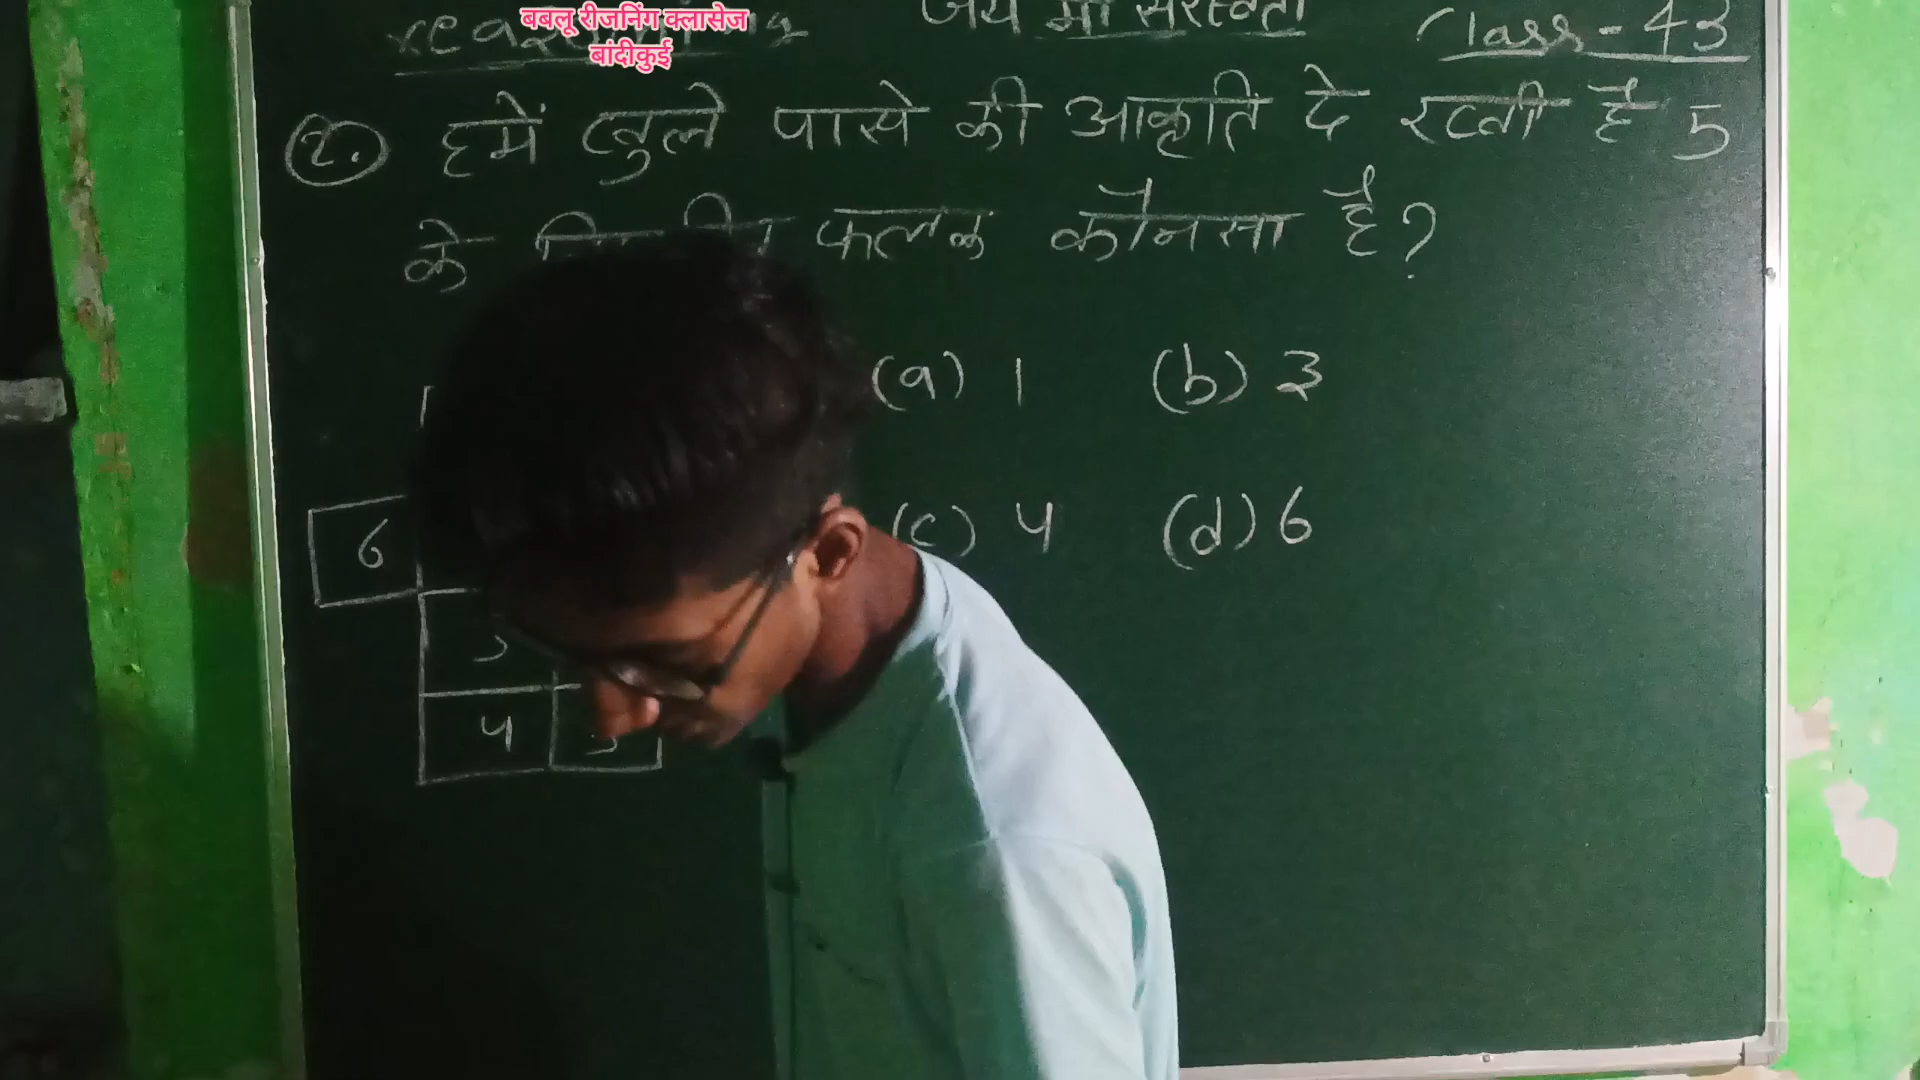 बबलू रीजनिंग क्लासेज
बांदीकुई
reasoning
जय माँ सरस्वती
Class-43
2. हमें खुले पासे की आकृति दे रखी है 5
के फलक कौनसा है?
(a) 1 (b) 3
6 (c) 4 (d) 6
4